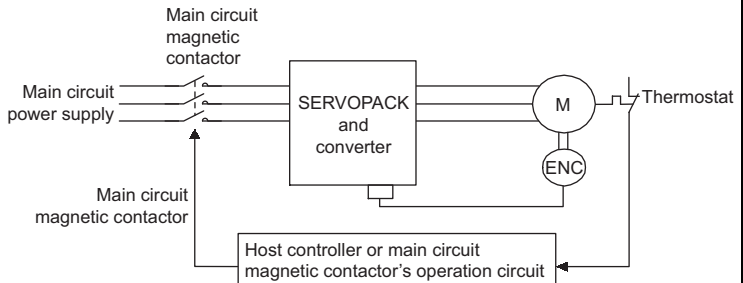 Main circuit
magnetic
contactor
Main circuit
power supply
SERVOPACK
and
converter
M
Thermostat
ENC
Main circuit
magnetic contactor
Host controller or main circuit
magnetic contactor's operation circuit